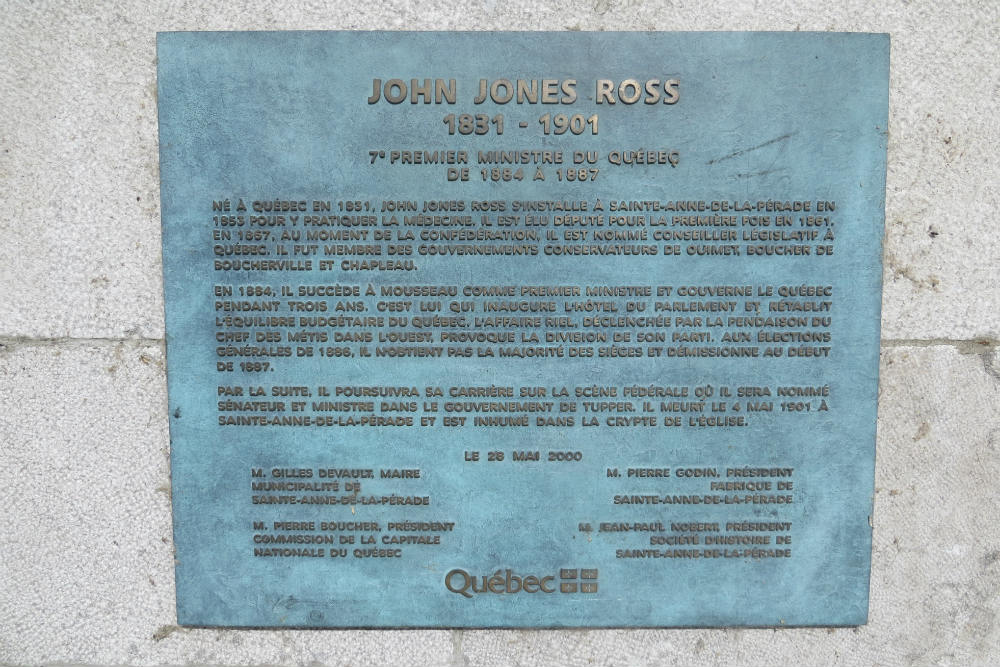 JOHN JONES ROSS
1831 - 1901
7e PREMIER MINISTRE DU QUÉBEC
DE 1884 À 1887
NÉ À QUÉBEC EN 1831, JOHN JONES ROSS S'INSTALLE À SAINTE-ANNE-DE-LA-PÉRADE EN
1853 POUR Y PRATIQUER LA MÉDECINE. IL EST ÉLU DÉPUTÉ POUR LA PREMIÈRE FOIS EN 1861.
EN 1867, AU MOMENT DE LA CONFÉDÉRATION, IL EST NOMMÉ CONSEILLER LÉGISLATIF À
QUÉBEC. IL FUT MEMBRE DES GOUVERNEMENTS CONSERVATEURS DE OUIMET, BOUCHER DE
BOUCHERVILLE ET CHAPLEAU.
EN 1884, IL SUCCÈDE À MOUSSEAU COMME PREMIER MINISTRE ET GOUVERNE LE QUÉBEC
PENDANT TROIS ANS. C'EST LUI QUI INAUGURE L'HÔTEL DU PARLEMENT ET RÉTABLIT
L'ÉQUILIBRE BUDGÉTAIRE DU QUÉBEC. L'AFFAIRE RIEL, DÉCLENCHÉE PAR LA PENDAISON DU
CHEF DES MÉTIS DANS L'OUEST, PROVOQUE LA DIVISION DE SON PARTI. AUX ÉLECTIONS
GÉNÉRALES DE 1886, IL N'OBTIENT PAS LA MAJORITÉ DES SIÈGES ET DÉMISSIONNE AU DÉBUT
DE 1887.
PAR LA SUITE, IL POURSUIVRA SA CARRIÈRE SUR LA SCÈNE FÉDÉRALE OÙ IL SERA NOMMÉ
SÉNATEUR ET MINISTRE DANS LE GOUVERNEMENT DE TUPPER. IL MEURT LE 4 MAI 1901 À
SAINTE-ANNE-DE-LA-PÉRADE ET EST INHUMÉ DANS LA CRYPTE DE L'ÉGLISE.
LE 28 MAI 2000
M. GILLES DEVAULT, MAIRE
MUNICIPALITÉ DE
SAINTE-ANNE-DE-LA-PÉRADE
M. PIERRE GODIN, PRÉSIDENT
FABRIQUE DE
SAINTE-ANNE-DE-LA-PÉRADE
M. PIERRE BOUCHER, PRÉSIDENT
COMMISSION DE LA CAPITALE
NATIONALE DU QUÉBEC
M. JEAN-PAUL NOBERT, PRÉSIDENT
SOCIÉTÉ D'HISTOIRE DE
SAINTE-ANNE-DE-LA-PÉRADE
Québec